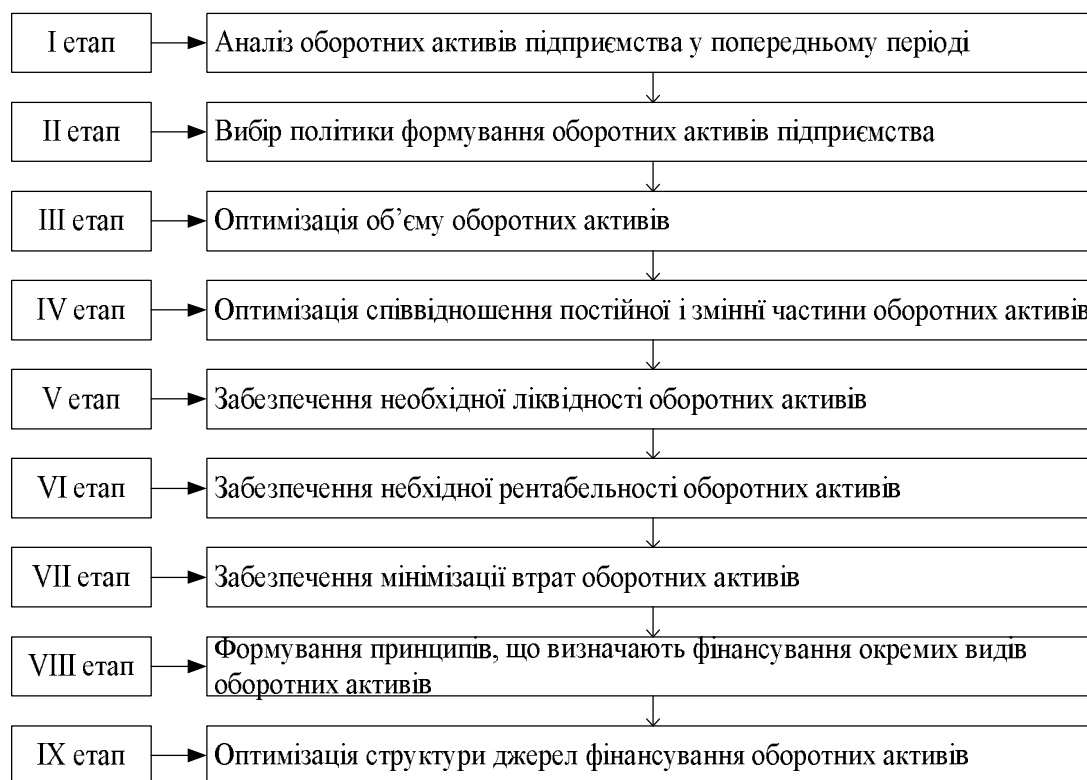 I етап
Аналіз оборотних активів підприємства у попередньому періоді
II етап
Вибір політики формування оборотних активів підприємства
III етап
Оптимізація об’єму оборотних активів
IV етап
Оптимізація співвідношення постійної і змінні частини оборотних активів
V етап
Забезпечення необхідної ліквідності оборотних активів
VI етап
Забезпечення небхідної рентабельності оборотних активів
VII етап
Забезпечення мінімізації втрат оборотних активів
VIII етап
Формування принципів, що визначають фінансування окремих видів
оборотних активів
IX етап
Оптимізація структури джерел фінансування оборотних активів